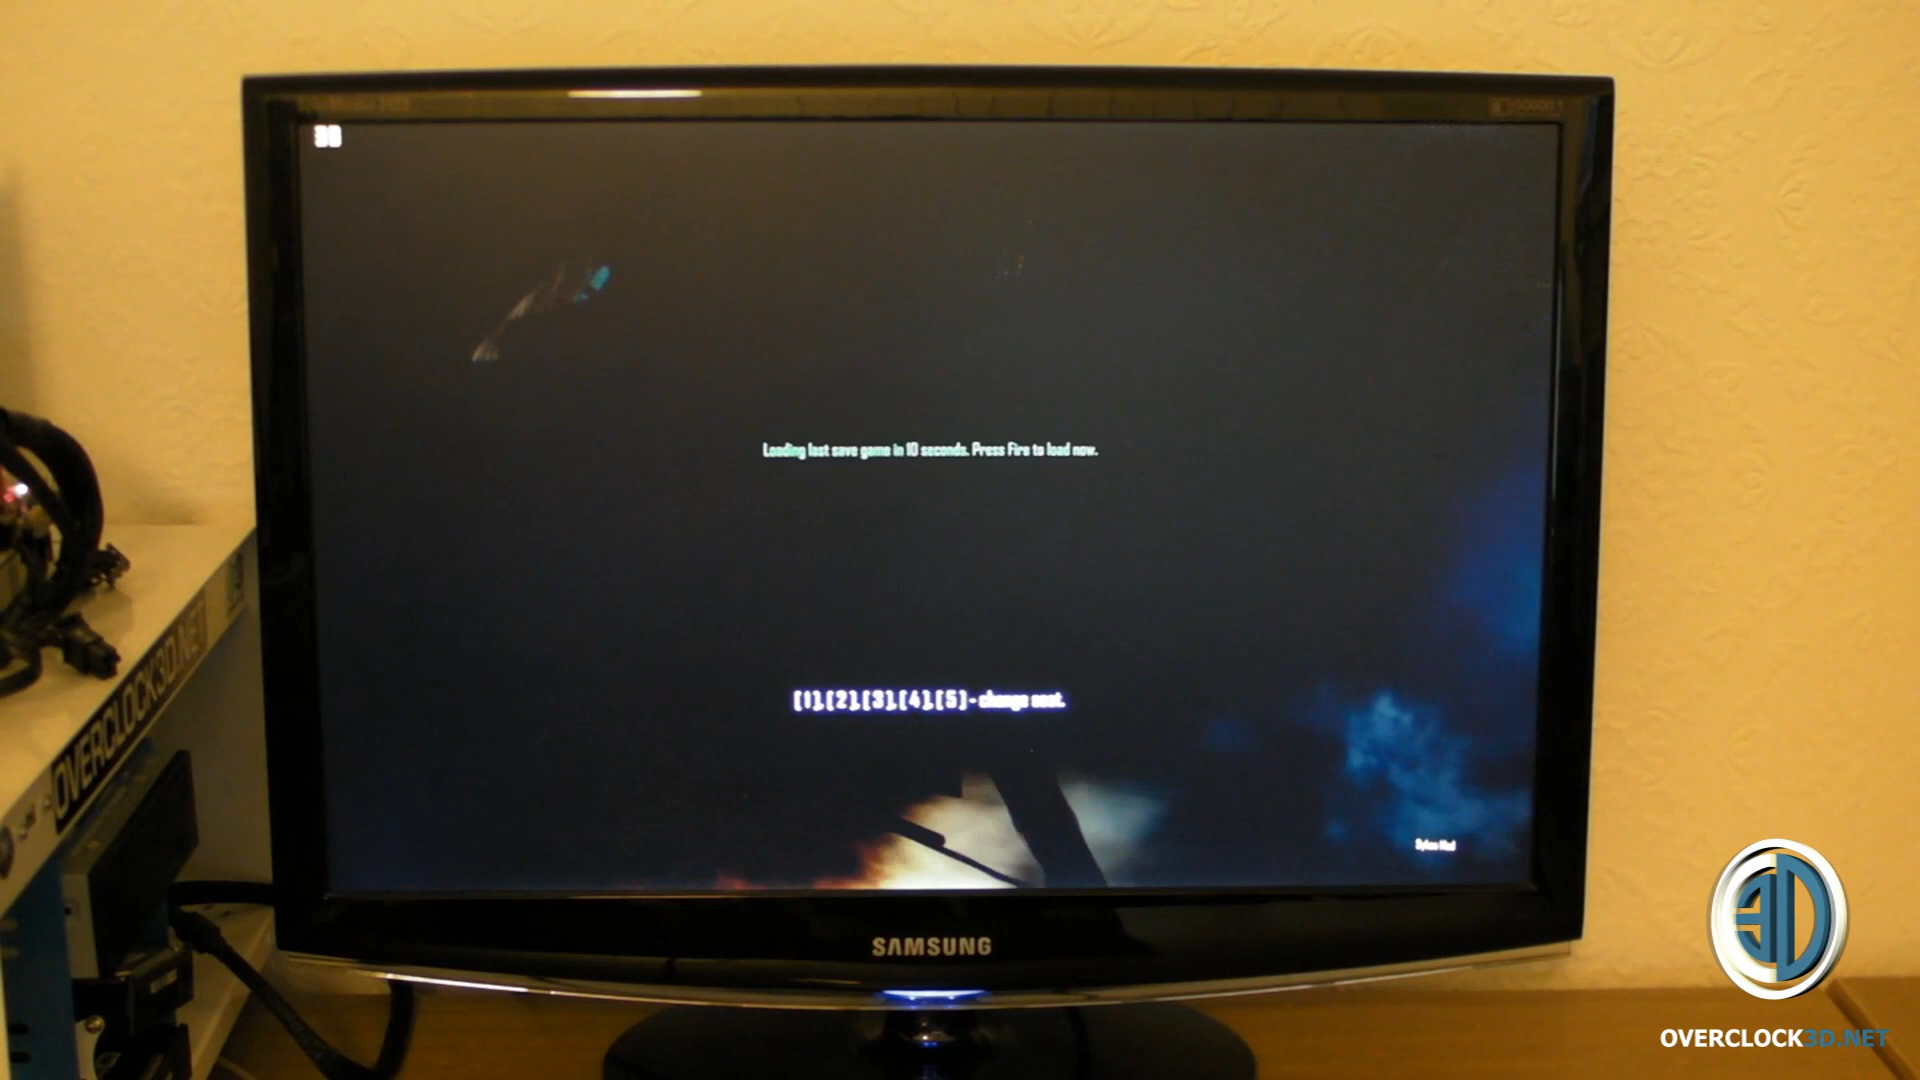 Loading last save game in 10 seconds. Press Fire to load now.
[1],[2],[3],[4],[5] - change seat.
SAMSUNG
OVERCLOCK3D.NET
3D
OVERCLOCK3D.NET